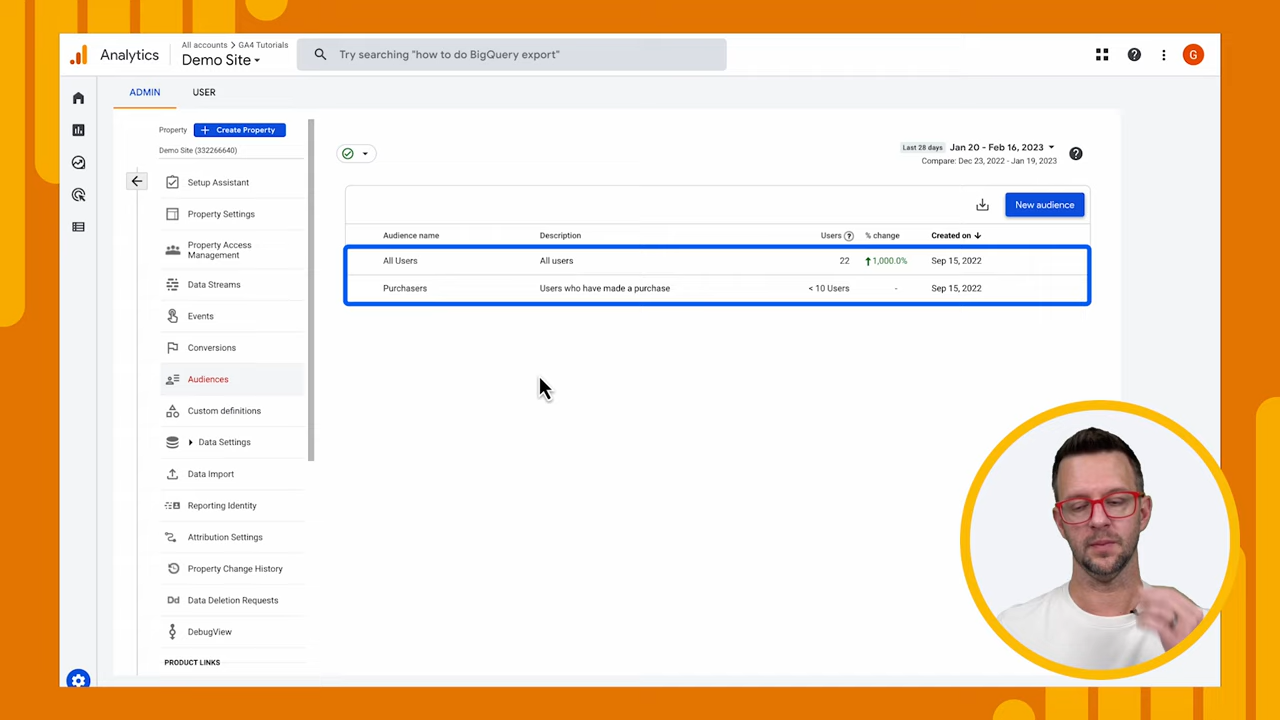 Analytics
All accounts > GA4 Tutorials
Demo Site
Try searching "how to do BigQuery export"
G
ADMIN
USER
Property
+ Create Property
Demo Site (332266640)
Setup Assistant
Property Settings
Property Access
Management
Data Streams
Events
Conversions
Audiences
Custom definitions
Data Settings
Data Import
Reporting Identity
Attribution Settings
Property Change History
Dd Data Deletion Requests
DebugView
PRODUCT LINKS
Last 28 days Jan 20 - Feb 16, 2023
Compare: Dec 23, 2022 - Jan 19, 2023
New audience
Audience name Description Users % change Created on
All Users All users 22 1,000.0% Sep 15, 2022
Purchasers Users who have made a purchase < 10 Users - Sep 15, 2022